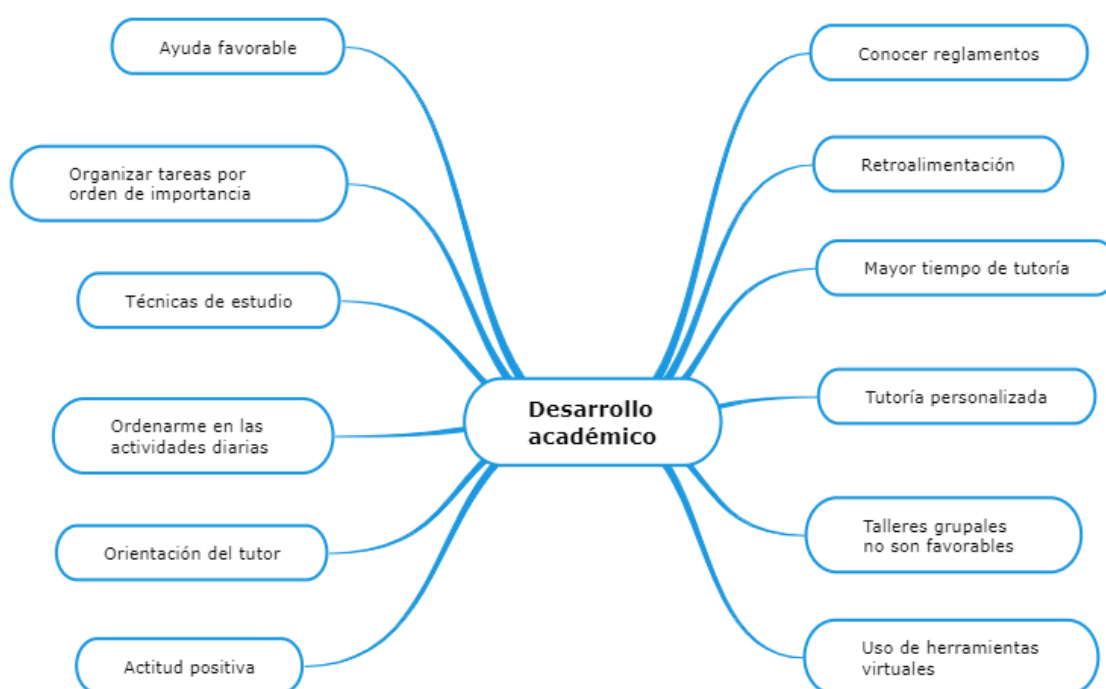 Ayuda favorable
Organizar tareas por
orden de importancia
Técnicas de estudio
Ordenarme en las
actividades diarias
Orientación del tutor
Actitud positiva
Desarrollo
académico
Conocer reglamentos
Retroalimentación
Mayor tiempo de tutoría
Tutoría personalizada
Talleres grupales
no son favorables
Uso de herramientas
virtuales